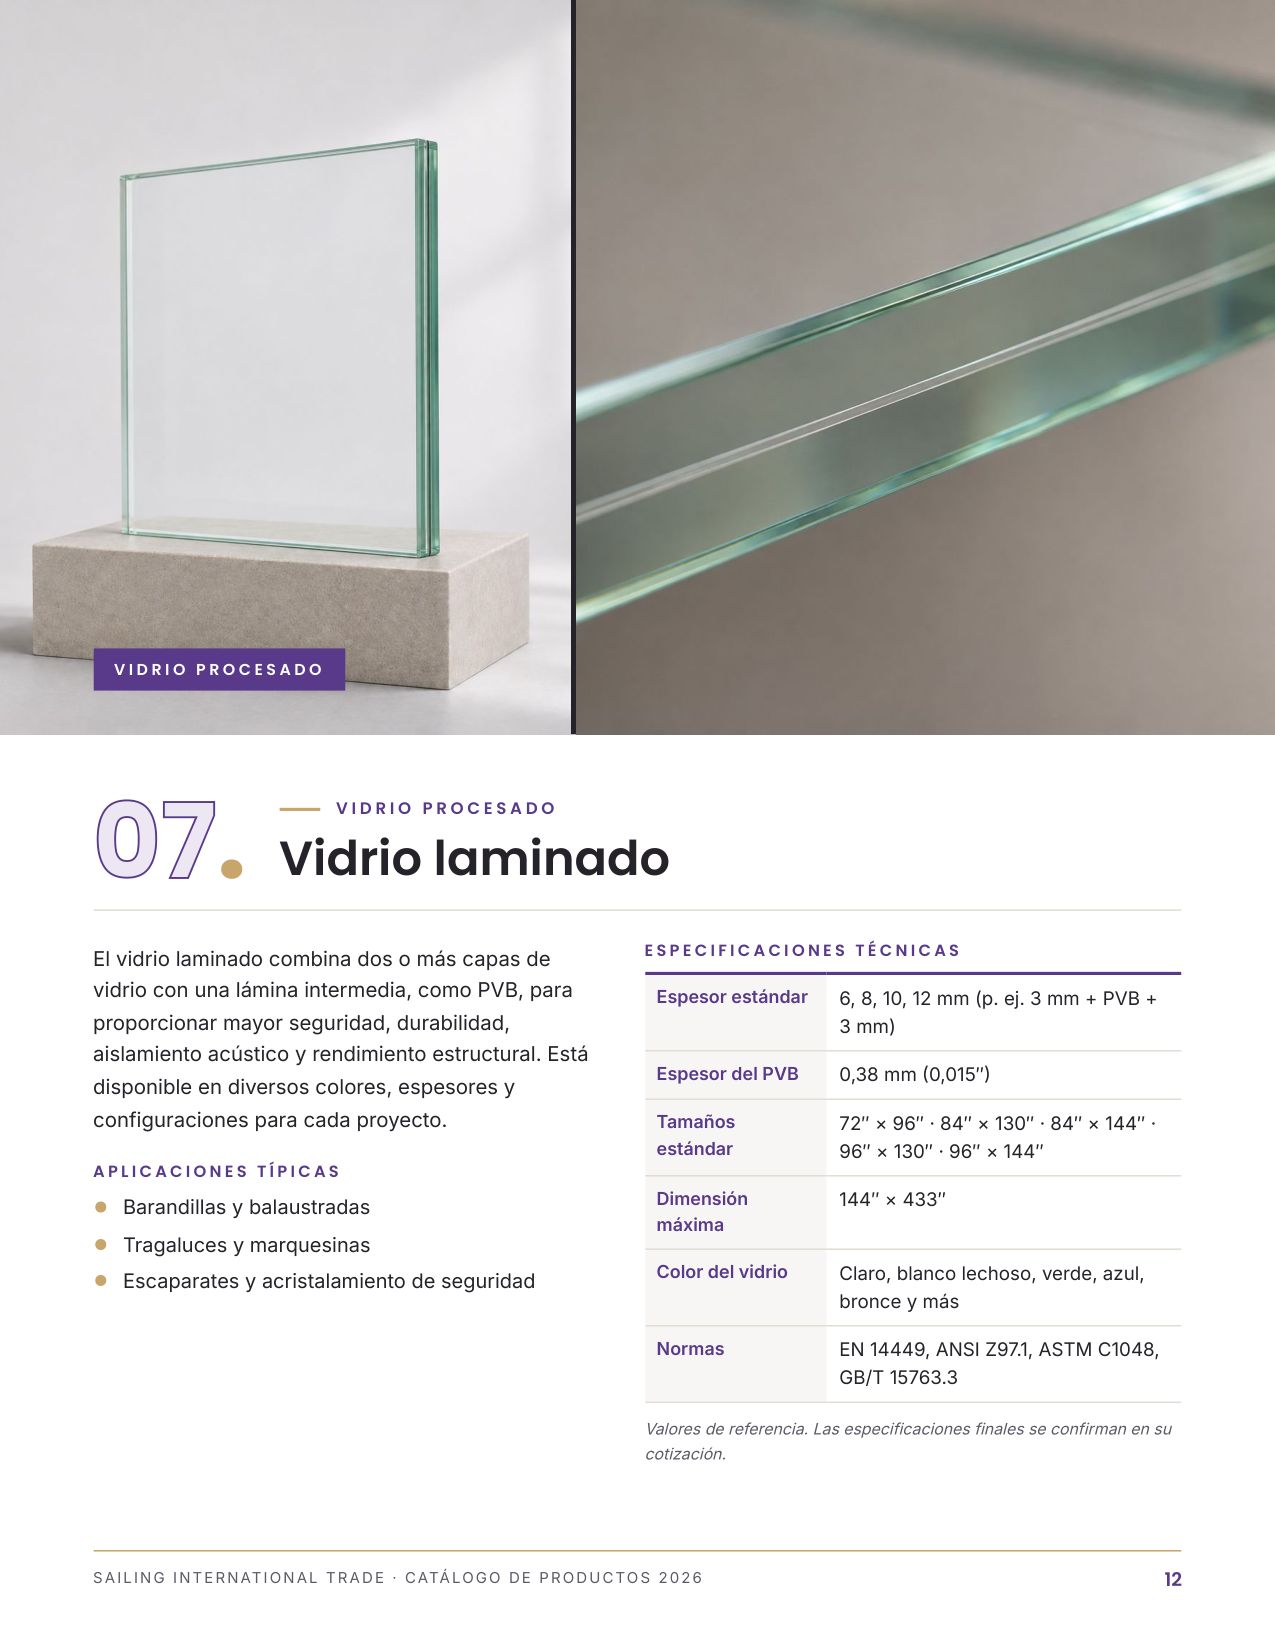 VIDRIO PROCESADO
07.
VIDRIO PROCESADO
Vidrio laminado
El vidrio laminado combina dos o más capas de
vidrio con una lámina intermedia, como PVB, para
proporcionar mayor seguridad, durabilidad,
aislamiento acústico y rendimiento estructural. Está
disponible en diversos colores, espesores y
configuraciones para cada proyecto.
APLICACIONES TÍPICAS
Barandillas y balaustradas
Tragaluces y marquesinas
Escaparates y acristalamiento de seguridad
ESPECIFICACIONES TÉCNICAS
Espesor estándar
6, 8, 10, 12 mm (p. ej. 3 mm + PVB +
3 mm)
Espesor del PVB
0,38 mm (0,015″)
Tamaños
estándar
72″ × 96″ · 84″ × 130″ · 84″ × 144″ ·
96″ × 130″ · 96″ × 144″
Dimensión
máxima
144″ × 433″
Color del vidrio
Claro, blanco lechoso, verde, azul,
bronce y más
Normas
EN 14449, ANSI Z97.1, ASTM C1048,
GB/T 15763.3
Valores de referencia. Las especificaciones finales se confirman en su
cotización.
SAILING INTERNATIONAL TRADE · CATÁLOGO DE PRODUCTOS 2026
12